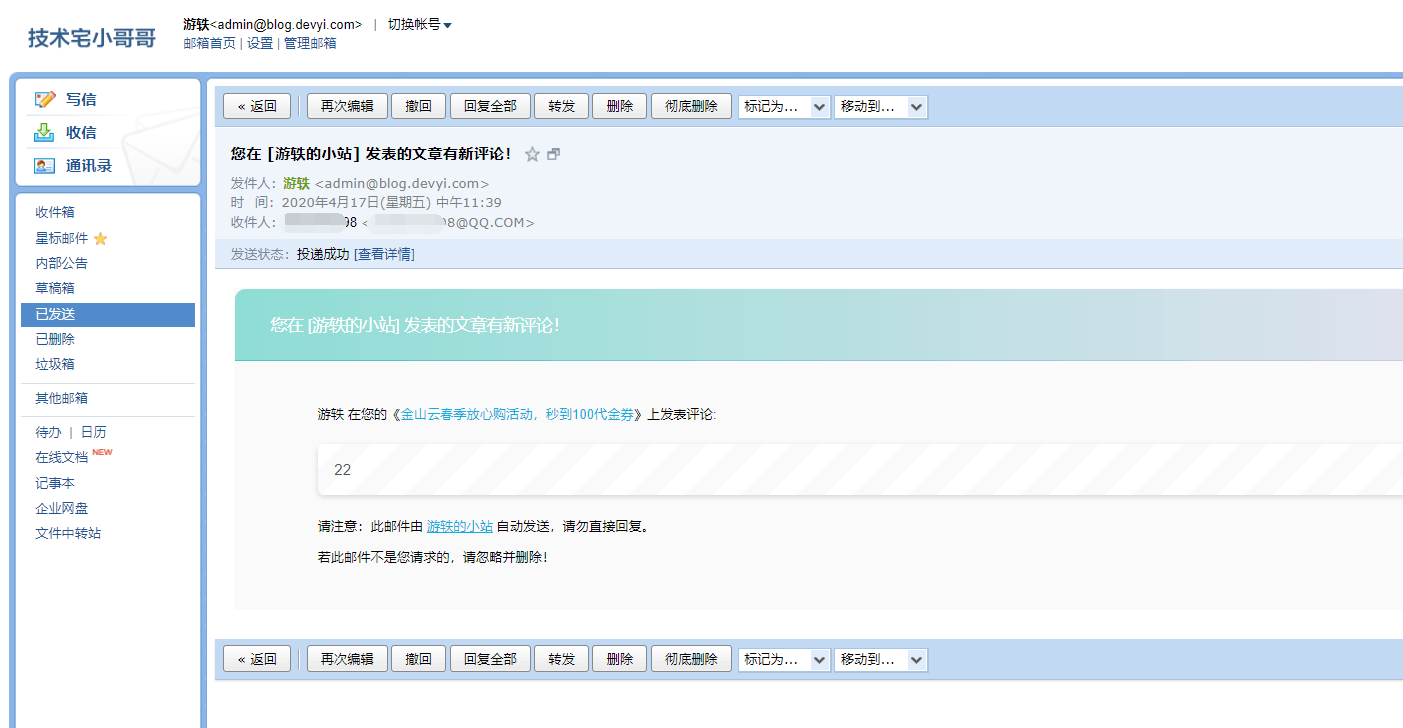 技术宅小哥哥
游轶<admin@blog.devyi.com> | 切换帐号
邮箱首页 | 设置 | 管理邮箱
写信
收信
通讯录
收件箱
星标邮件
内部公告
草稿箱
已发送
已删除
垃圾箱
其他邮箱
待办 | 日历
在线文档 NEW
记事本
企业网盘
文件中转站
« 返回 再次编辑 撤回 回复全部 转发 删除 彻底删除 标记为... 移动到...
您在 [游轶的小站] 发表的文章有新评论！
发件人：游轶 <admin@blog.devyi.com>
时 间：2020年4月17日(星期五) 中午11:39
收件人： 98 < 8@QQ.COM>
发送状态：投递成功 [查看详情]
您在 [游轶的小站] 发表的文章有新评论！
游轶 在您的《金山云春季放心购活动，秒到100代金券》上发表评论:
22
请注意：此邮件由 游轶的小站 自动发送，请勿直接回复。
若此邮件不是您请求的，请忽略并删除！
« 返回 再次编辑 撤回 回复全部 转发 删除 彻底删除 标记为... 移动到...